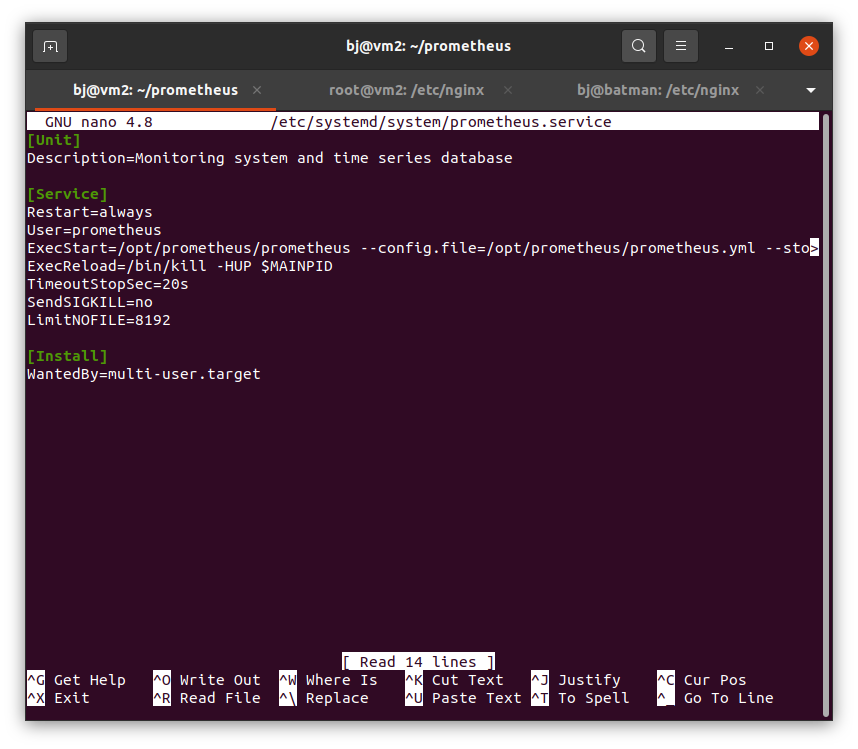 bj@vm2: ~/prometheus
bj@vm2: ~/prometheus × root@vm2: /etc/nginx × bj@batman: /etc/nginx ×
GNU nano 4.8 /etc/systemd/system/prometheus.service
[Unit]
Description=Monitoring system and time series database
[Service]
Restart=always
User=prometheus
ExecStart=/opt/prometheus/prometheus --config.file=/opt/prometheus/prometheus.yml --sto>
ExecReload=/bin/kill -HUP $MAINPID
TimeoutStopSec=20s
SendSIGKILL=no
LimitNOFILE=8192
[Install]
WantedBy=multi-user.target
[ Read 14 lines ]
^G Get Help ^O Write Out ^W Where Is ^K Cut Text ^J Justify ^C Cur Pos
^X Exit ^R Read File ^\ Replace ^U Paste Text ^T To Spell ^_ Go To Line